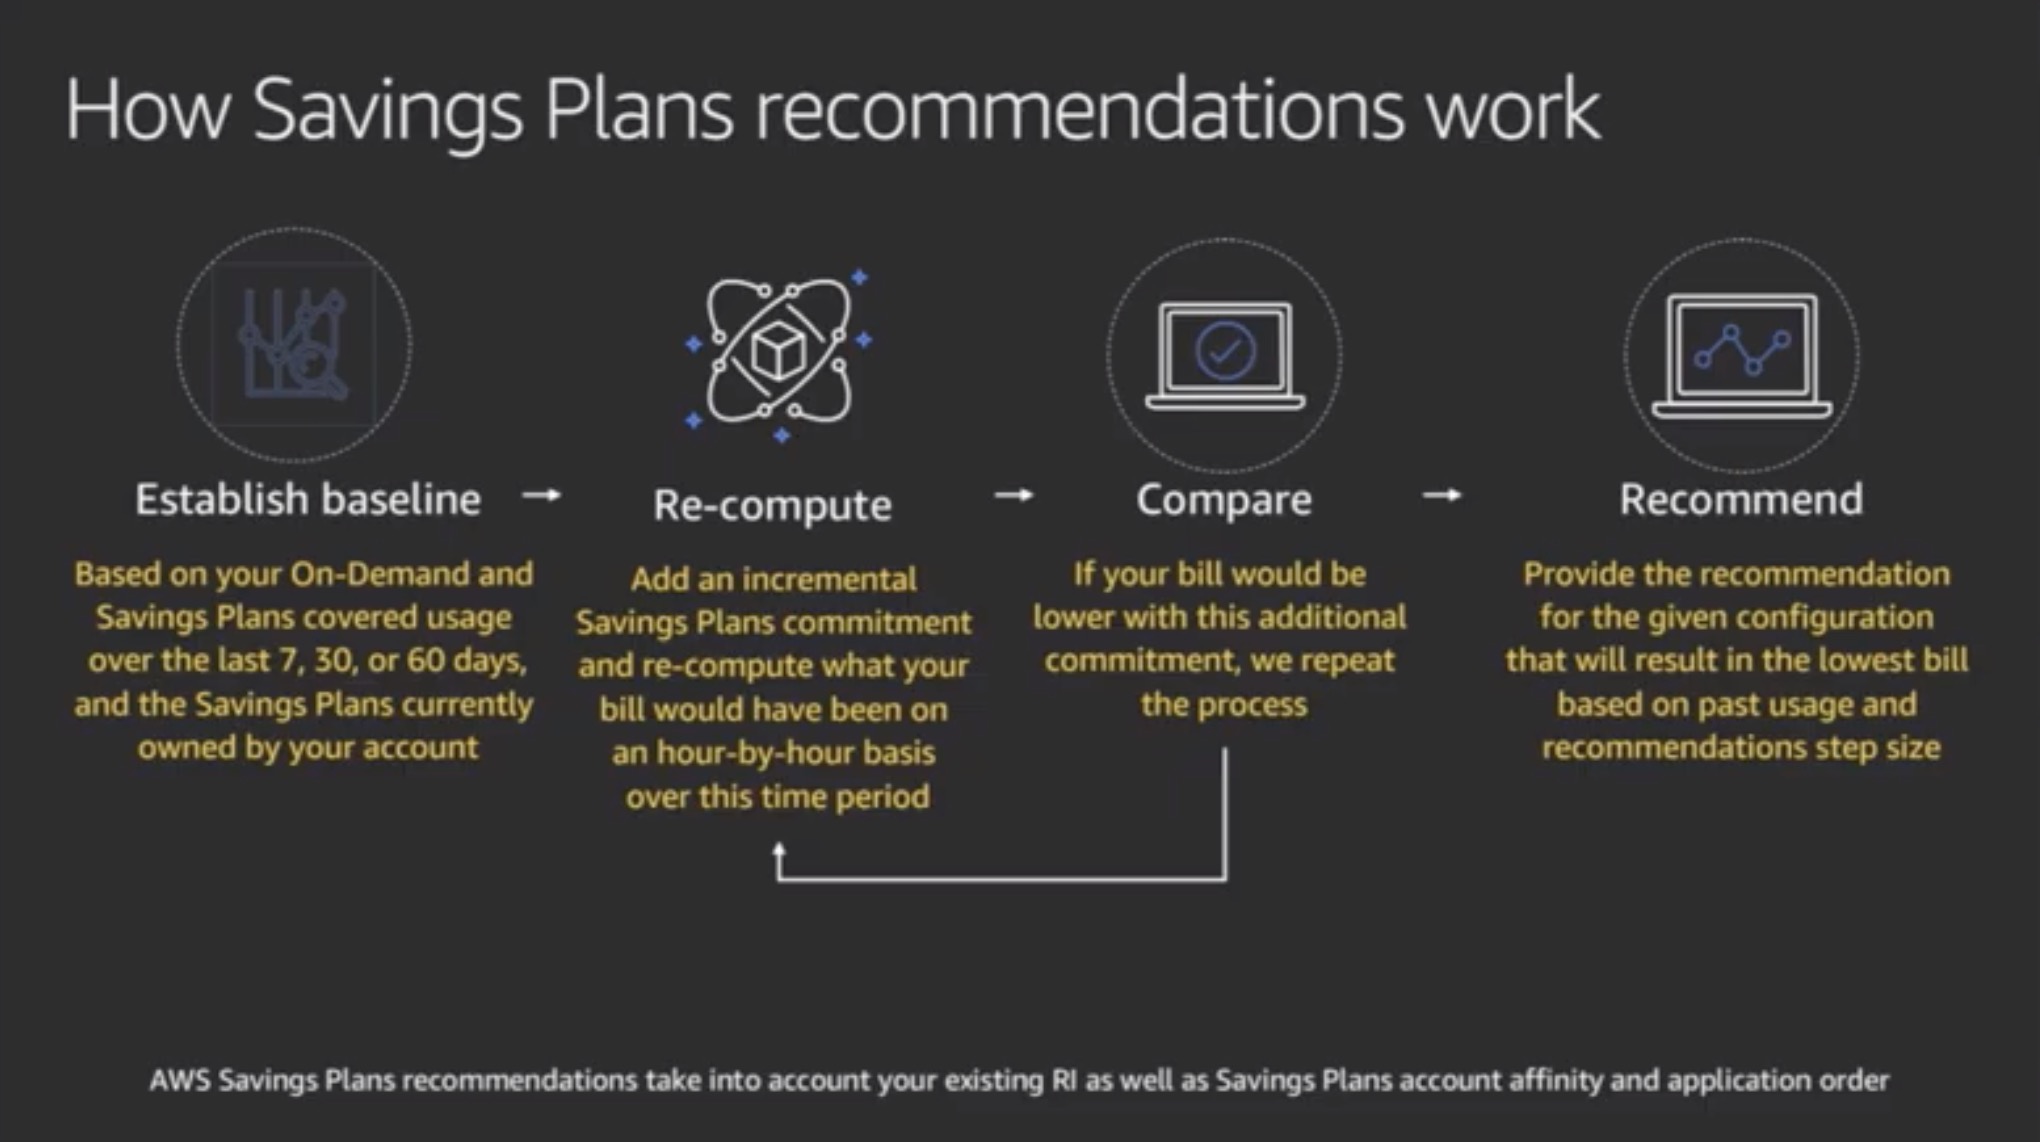 How Savings Plans recommendations work
Establish baseline
Based on your On-Demand and
Savings Plans covered usage
over the last 7, 30, or 60 days,
and the Savings Plans currently
owned by your account
Re-compute
Add an incremental
Savings Plans commitment
and re-compute what your
bill would have been on
an hour-by-hour basis
over this time period
Compare
If your bill would be
lower with this additional
commitment, we repeat
the process
Recommend
Provide the recommendation
for the given configuration
that will result in the lowest bill
based on past usage and
recommendations step size
AWS Savings Plans recommendations take into account your existing RI as well as Savings Plans account affinity and application order